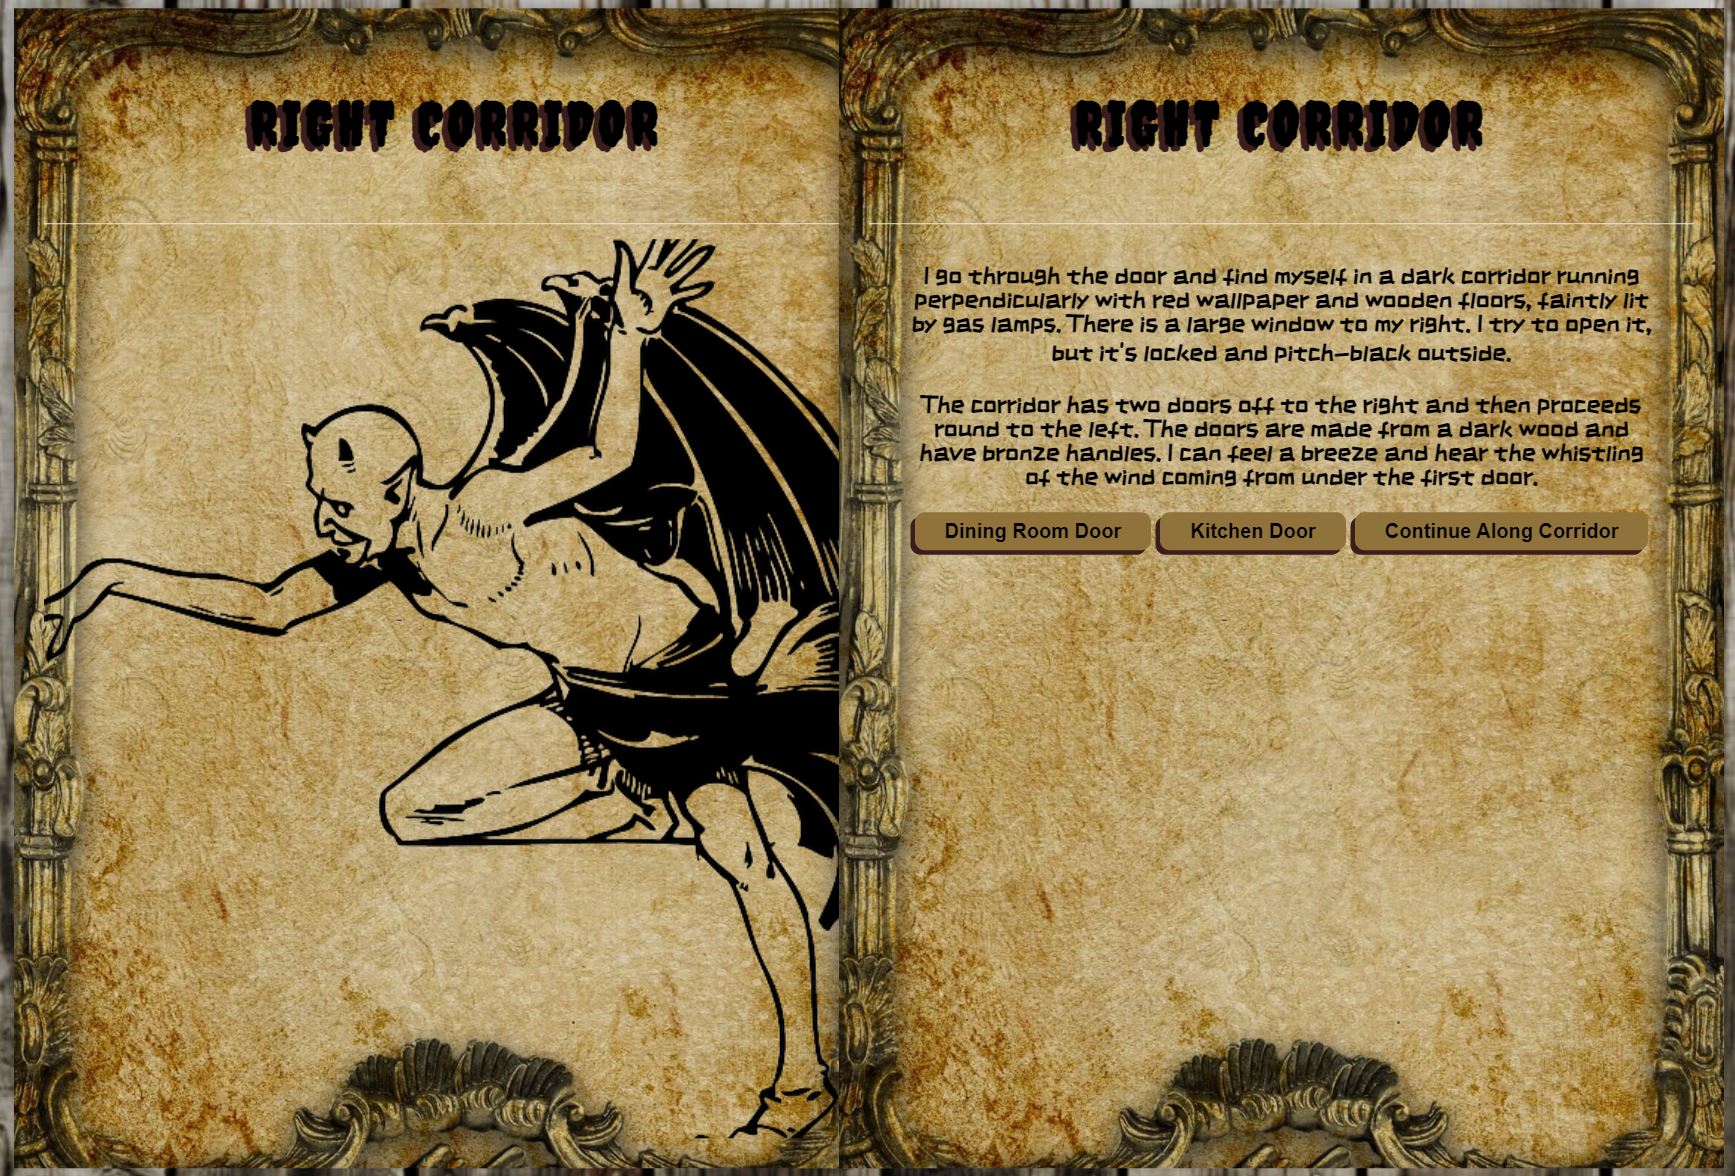 RIGHT CORRIDOR
RIGHT CORRIDOR
I go through the door and find myself in a dark corridor running
perpendicularly with red wallpaper and wooden floors, faintly lit
by gas lamps. There is a large window to my right. I try to open it,
but it's locked and pitch-black outside.
The corridor has two doors off to the right and then proceeds
round to the left. The doors are made from a dark wood and
have bronze handles. I can feel a breeze and hear the whistling
of the wind coming from under the first door.
Dining Room Door
Kitchen Door
Continue Along Corridor